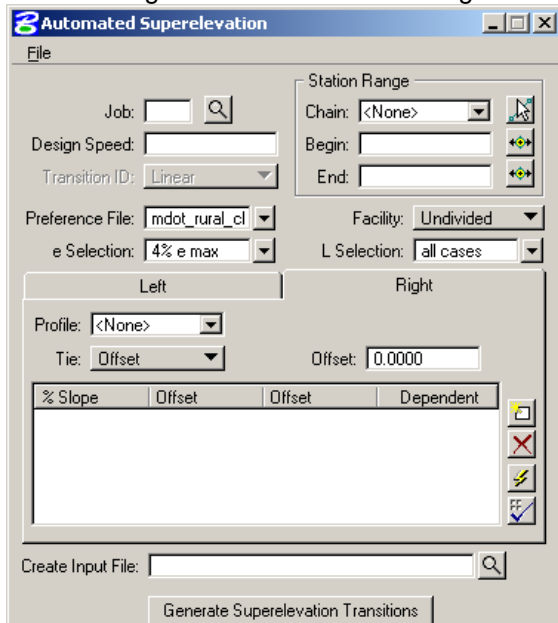 Automated Superelevation
File
Station Range
Job:
Chain: <None>
Design Speed:
Begin:
Transition ID: Linear
End:
Preference File: mdot_rural_cl
Facility: Undivided
e Selection: 4% e max
L Selection: all cases
Left
Right
Profile: <None>
Tie: Offset
Offset: 0.0000
% Slope Offset Offset Dependent
Create Input File:
Generate Superelevation Transitions